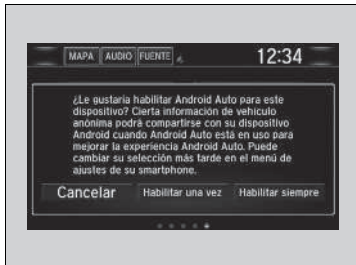 MAPA AUDIO FUENTE 12:34
¿Le gustaría habilitar Android Auto para este
dispositivo? Cierta información de vehículo
anónima podrá compartirse con su dispositivo
Android cuando Android Auto está en uso para
mejorar la experiencia Android Auto. Puede
cambiar su selección más tarde en el menú de
ajustes de su smartphone.
Cancelar Habilitar una vez Habilitar siempre